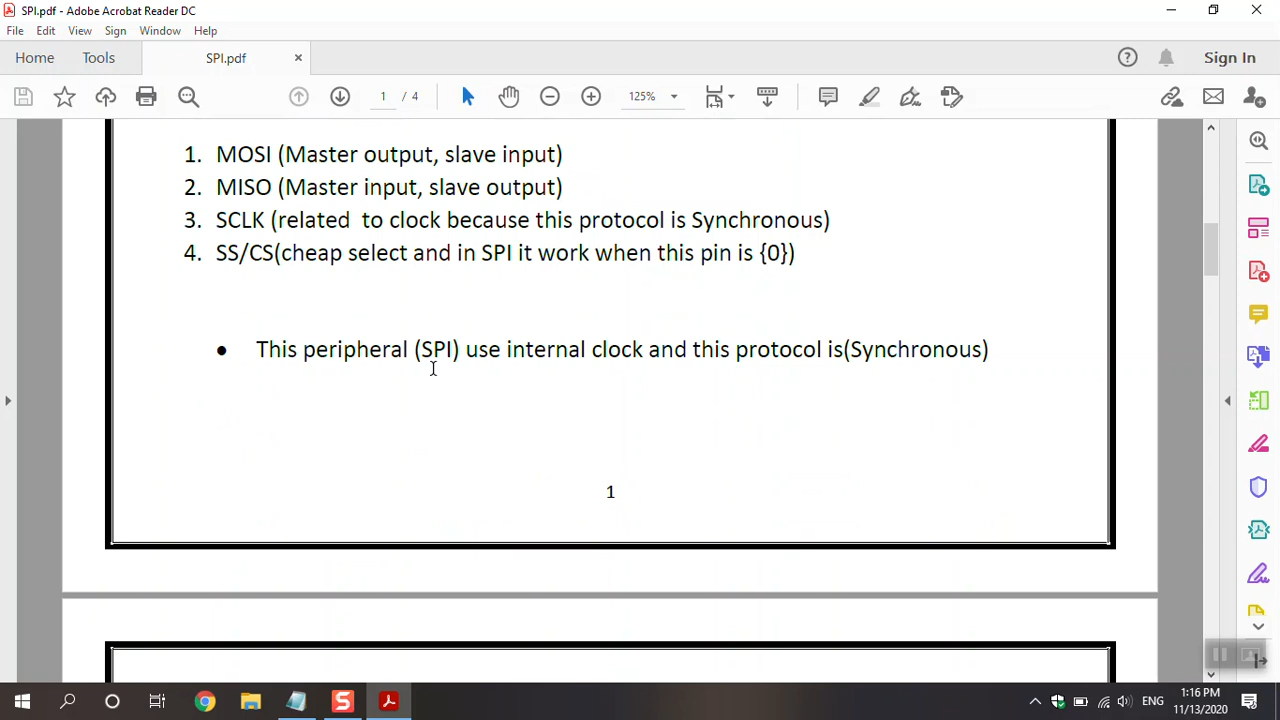 SPI.pdf - Adobe Acrobat Reader DC
File Edit View Sign Window Help
Home Tools SPI.pdf × Sign In
1 / 4 125%
1. MOSI (Master output, slave input)
2. MISO (Master input, slave output)
3. SCLK (related  to clock because this protocol is Synchronous)
4. SS/CS(cheap select and in SPI it work when this pin is {0})
• This peripheral (SPI) use internal clock and this protocol is(Synchronous)
1
ENG
1:16 PM
11/13/2020